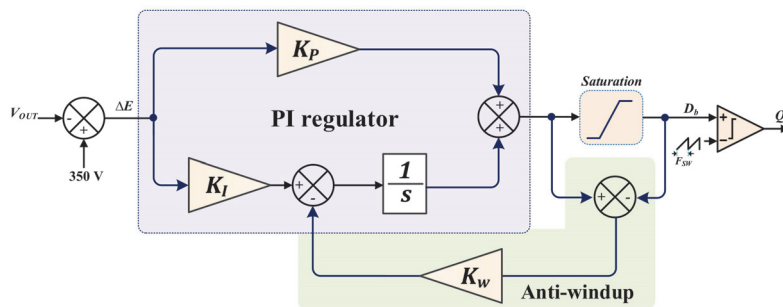 K_P
Saturation
V_OUT
-
+
ΔE
350 V
PI regulator
+
+
D_b
+
-
F_SW
Q
K_I
+
-
1
s
+
-
K_w
Anti-windup